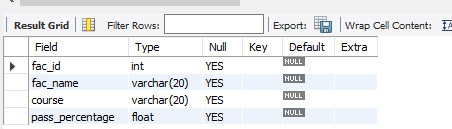 Result Grid Filter Rows: Export: Wrap Cell Content:
Field Type Null Key Default Extra
fac_id int YES NULL
fac_name varchar(20) YES NULL
course varchar(20) YES NULL
pass_percentage float YES NULL